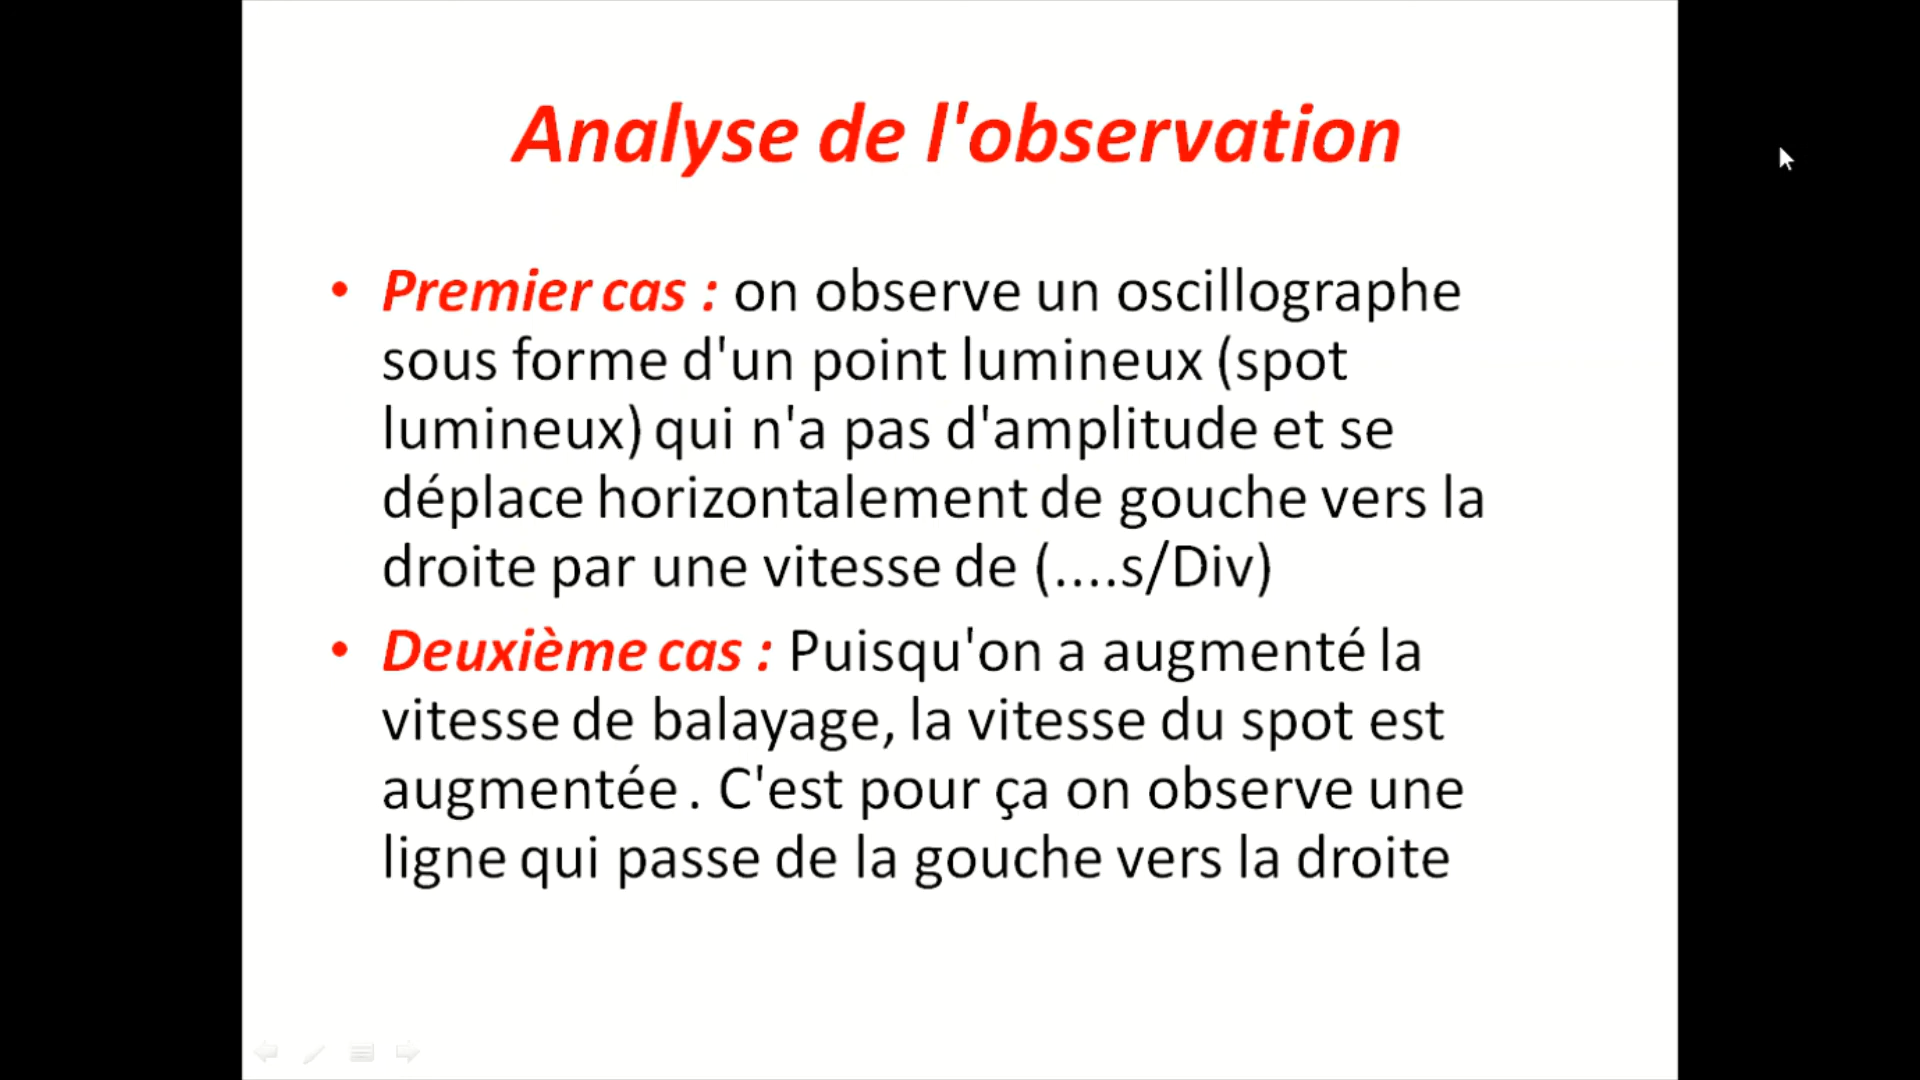 Analyse de l'observation
• Premier cas : on observe un oscillographe
sous forme d'un point lumineux (spot
lumineux) qui n'a pas d'amplitude et se
déplace horizontalement de gouche vers la
droite par une vitesse de (....s/Div)
• Deuxième cas : Puisqu'on a augmenté la
vitesse de balayage, la vitesse du spot est
augmentée . C'est pour ça on observe une
ligne qui passe de la gouche vers la droite